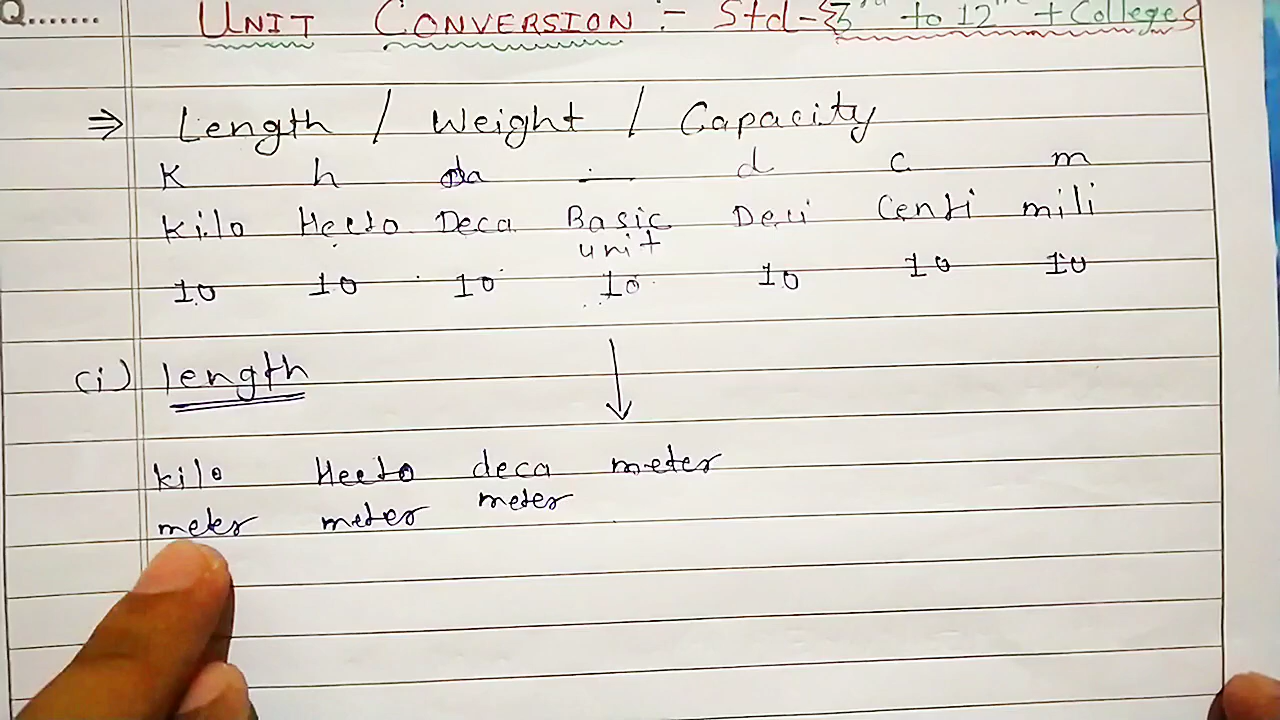 Q.......
UNIT CONVERSION :- Std-{3rd to 12th + Colleges
⇒ Length / Weight / Capacity
K h da — d c m
Kilo Hecto Deca Basic unit Deci Centi mili
10 10 10 10 10 10 10
(i) length
kilo Hecto deca meter
meter meter meter